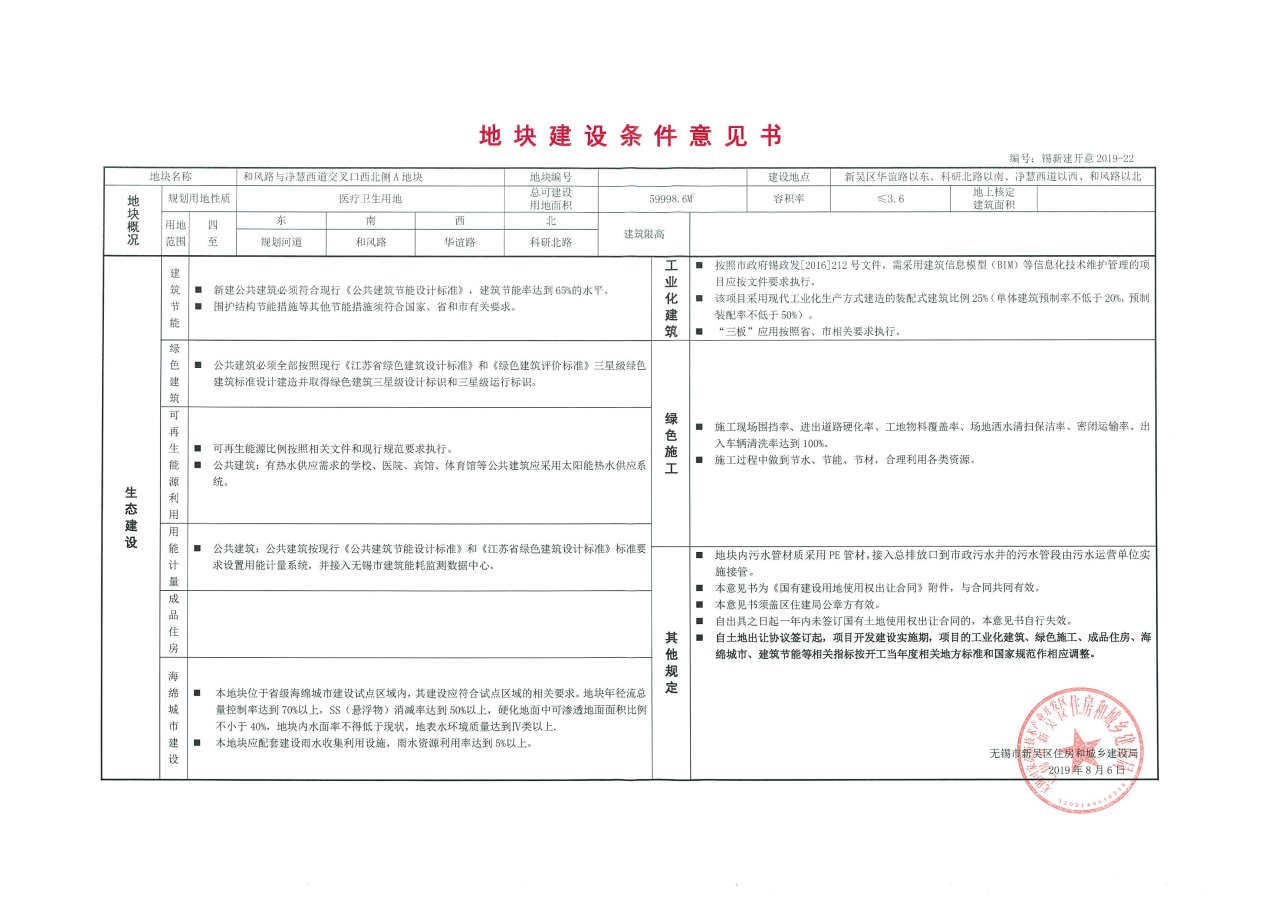 地块建设条件意见书
编号：锡新建开意 2019-22
地块名称
和风路与净慧西道交叉口西北侧 A 地块
地块编号
建设地点
新吴区华谊路以东、科研北路以南、净慧西道以西、和风路以北
地块概况
规划用地性质
医疗卫生用地
总可建设
用地面积
59998.6㎡
容积率
≤3.6
地上核定
建筑面积
用地
范围
四
至
东
南
西
北
规划河道
和风路
华谊路
科研北路
建筑限高
生态建设
建筑节能
■ 新建公共建筑必须符合现行《公共建筑节能设计标准》，建筑节能率达到 65%的水平。
■ 围护结构节能措施等其他节能措施须符合国家、省和市有关要求。
绿色建筑
■ 公共建筑必须全部按照现行《江苏省绿色建筑设计标准》和《绿色建筑评价标准》三星级绿色
建筑标准设计建造并取得绿色建筑三星级设计标识和三星级运行标识。
可再生能源利用
■ 可再生能源比例按照相关文件和现行规范要求执行。
■ 公共建筑：有热水供应需求的学校、医院、宾馆、体育馆等公共建筑应采用太阳能热水供应系
统。
用能计量
■ 公共建筑：公共建筑按现行《公共建筑节能设计标准》和《江苏省绿色建筑设计标准》标准要
求设置用能计量系统，并接入无锡市建筑能耗监测数据中心。
成品住房
海绵城市建设
■ 本地块位于省级海绵城市建设试点区域内，其建设应符合试点区域的相关要求。地块年径流总
量控制率达到 70%以上，SS（悬浮物）消减率达到 50%以上，硬化地面中可渗透地面面积比例
不小于 40%，地块内水面率不得低于现状，地表水环境质量达到Ⅳ类以上.
■ 本地块应配套建设雨水收集利用设施，雨水资源利用率达到 5%以上。
工业化建筑
■ 按照市政府锡政发[2016]212 号文件，需采用建筑信息模型（BIM）等信息化技术维护管理的项
目应按文件要求执行。
■ 该项目采用现代工业化生产方式建造的装配式建筑比例 25%（单体建筑预制率不低于 20%，预制
装配率不低于 50%）。
■ “三板”应用按照省、市相关要求执行。
绿色施工
■ 施工现场围挡率、进出道路硬化率、工地物料覆盖率、场地洒水清扫保洁率、密闭运输率、出
入车辆清洗率达到 100%。
■ 施工过程中做到节水、节能、节材，合理利用各类资源。
其他规定
■ 地块内污水管材质采用 PE 管材，接入总排放口到市政污水井的污水管段由污水运营单位实
施接管。
■ 本意见书为《国有建设用地使用权出让合同》附件，与合同共同有效。
■ 本意见书须盖区住建局公章方有效。
■ 自出具之日起一年内未签订国有土地使用权出让合同的，本意见书自行失效。
■ 自土地出让协议签订起，项目开发建设实施期，项目的工业化建筑、绿色施工、成品住房、海
绵城市、建筑节能等相关指标按开工当年度相关地方标准和国家规范作相应调整。
无锡市新吴区住房和城乡建设局
2019 年 8 月 6 日